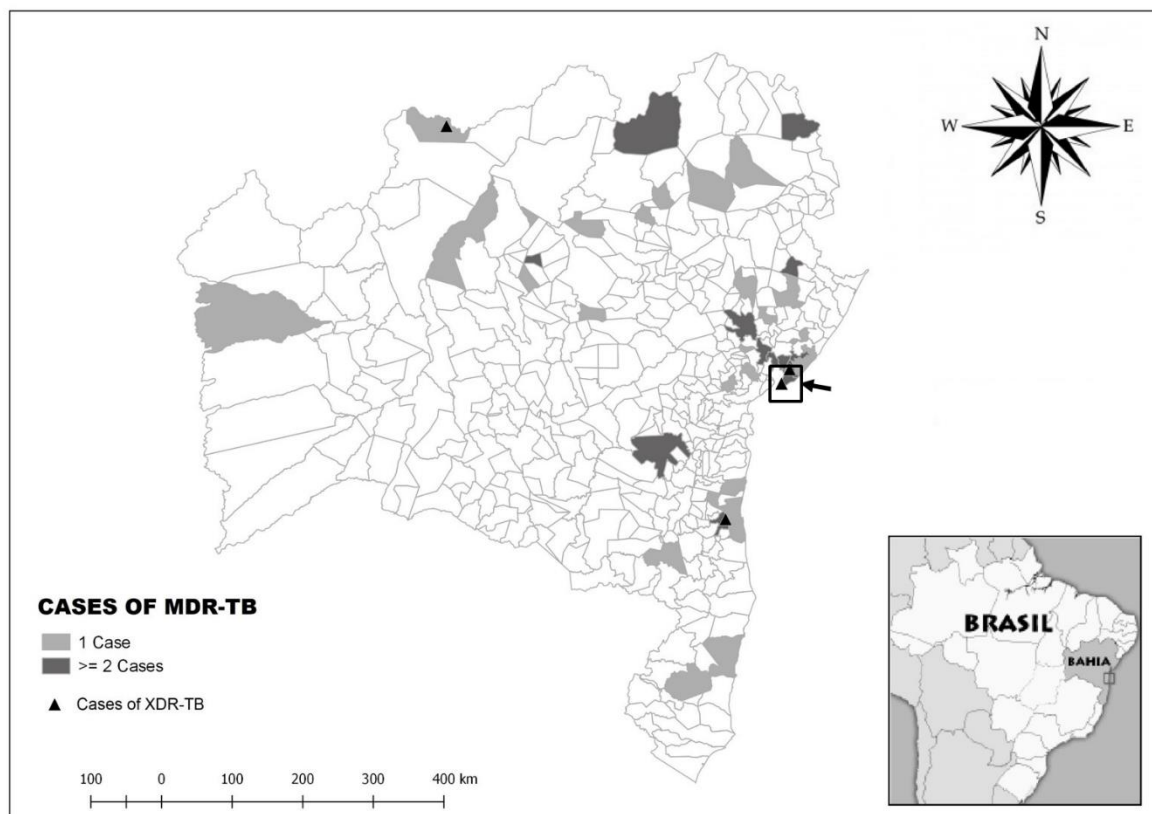 N
W
E
S
CASES OF MDR-TB
1 Case
>= 2 Cases
Cases of XDR-TB
100 0 100 200 300 400 km
BRASIL
BAHIA